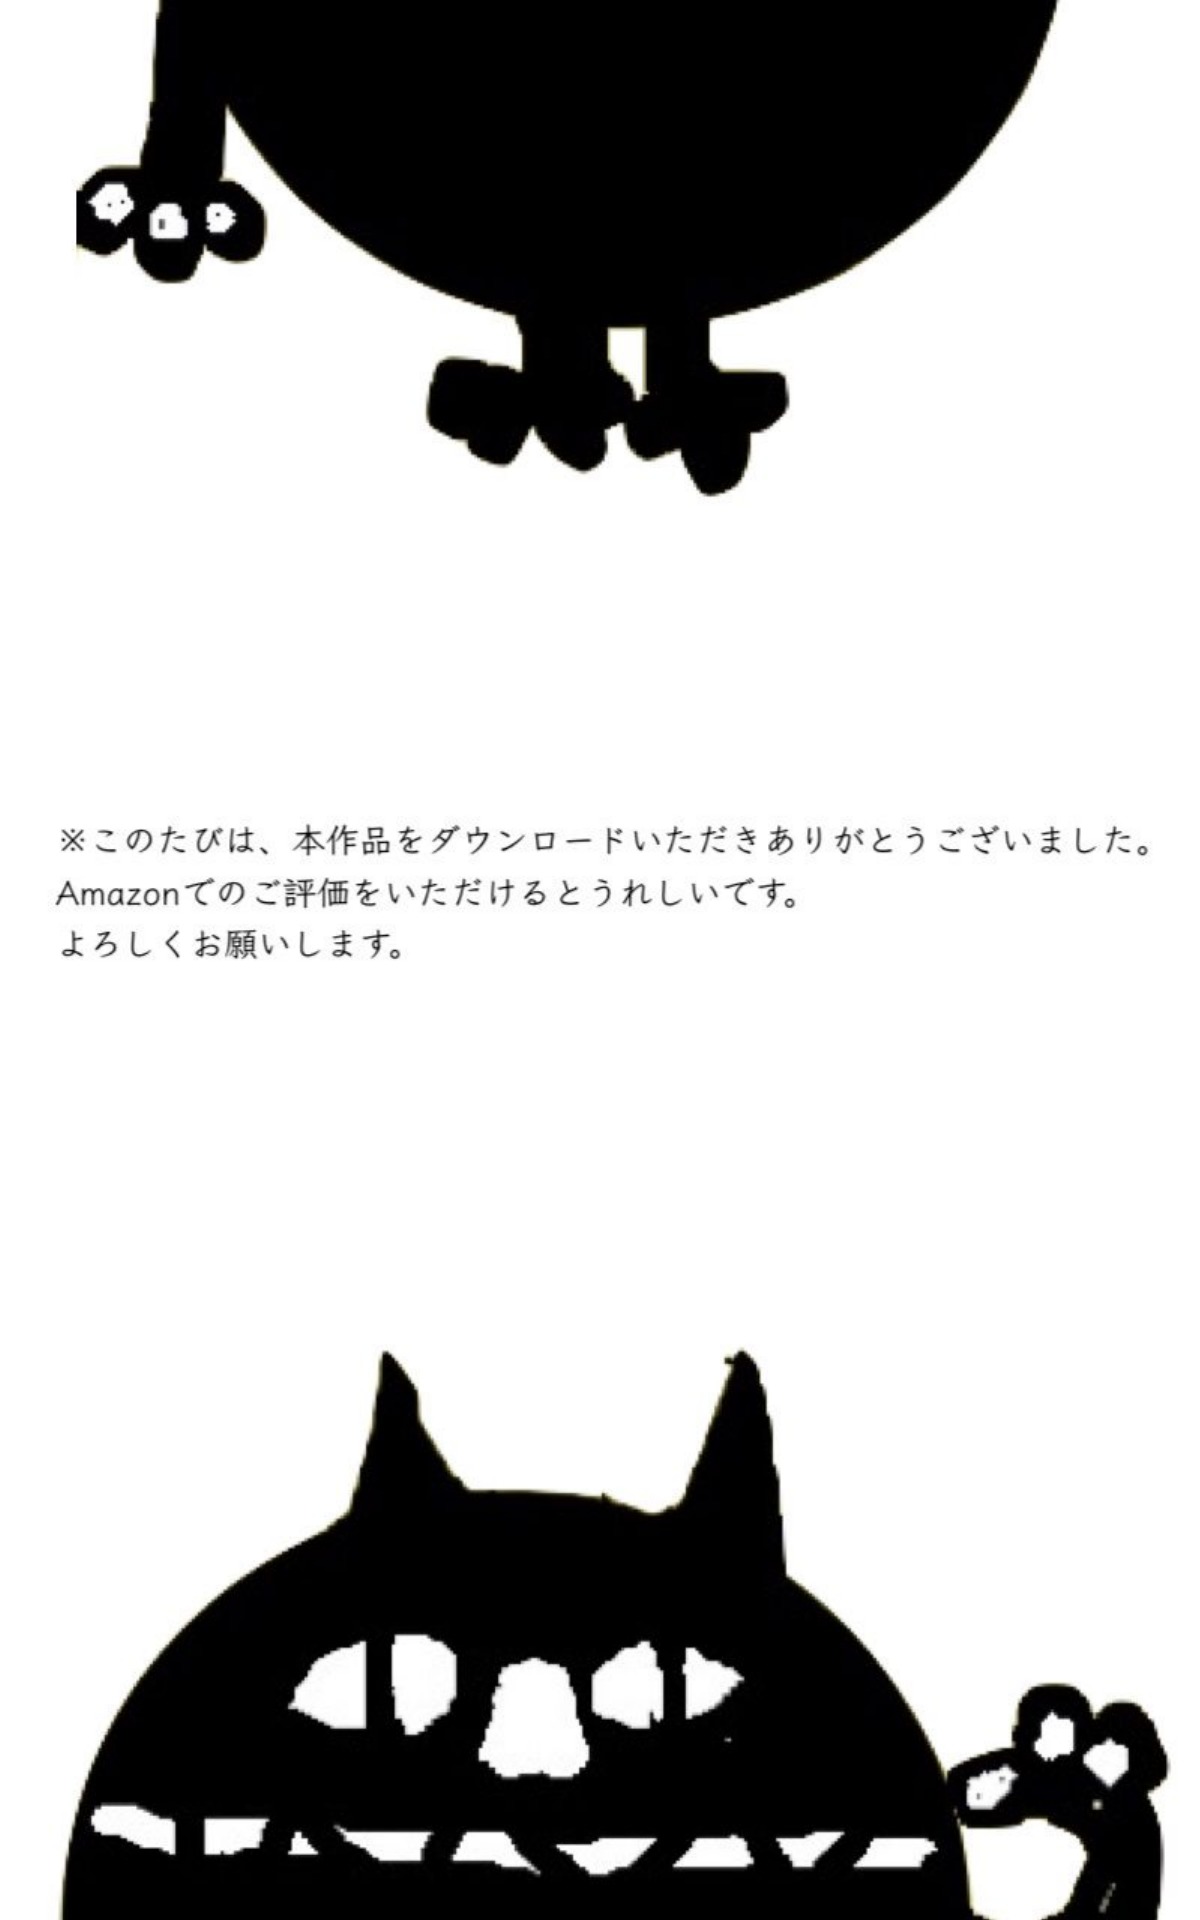 ※このたびは、本作品をダウンロードいただきありがとうございました。
Amazonでのご評価をいただけるとうれしいです。
よろしくお願いします。